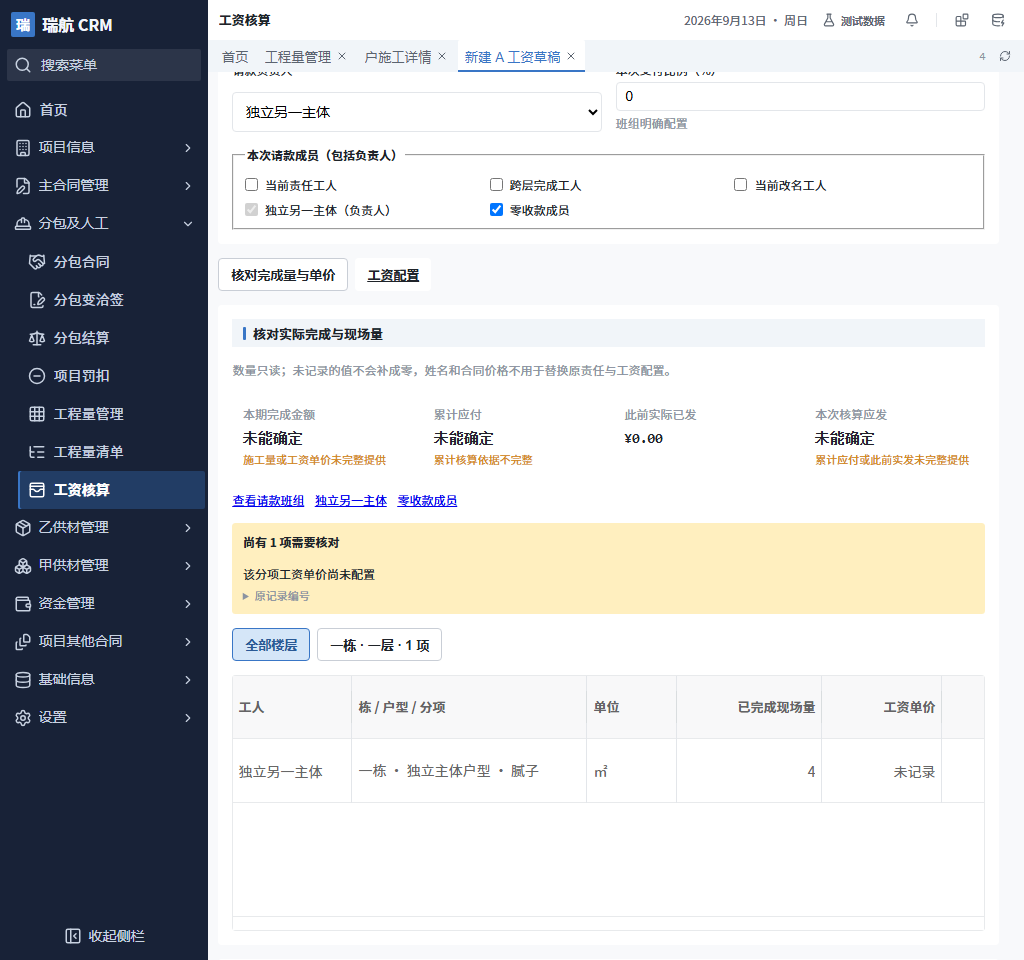 瑞 瑞航 CRM
搜索菜单
首页
项目信息
主合同管理
分包及人工
分包合同
分包变洽签
分包结算
项目罚扣
工程量管理
工程量清单
工资核算
乙供材管理
甲供材管理
资金管理
项目其他合同
基础信息
设置
收起侧栏
工资核算
2026年9月13日 · 周日 测试数据
首页 工程量管理 × 户施工详情 × 新建 A 工资草稿 × 4
请款负责人 本次支付比例（%）
独立另一主体 0
班组明确配置
本次请款成员（包括负责人）
当前责任工人 跨层完成工人 当前改名工人
独立另一主体（负责人） 零收款成员
核对完成量与单价 工资配置
核对实际完成与现场量
数量只读；未记录的值不会补成零，姓名和合同价格不用于替换原责任与工资配置。
本期完成金额 累计应付 此前实际已发 本次核算应发
未能确定 未能确定 ¥0.00 未能确定
施工量或工资单价未完整提供 累计核算依据不完整 累计应付或此前实发未完整提供
查看请款班组 独立另一主体 零收款成员
尚有 1 项需要核对
该分项工资单价尚未配置
原记录编号
全部楼层 一栋 · 一层 · 1 项
工人 栋 / 户型 / 分项 单位 已完成现场量 工资单价
独立另一主体 一栋 · 独立主体户型 · 腻子 ㎡ 4 未记录